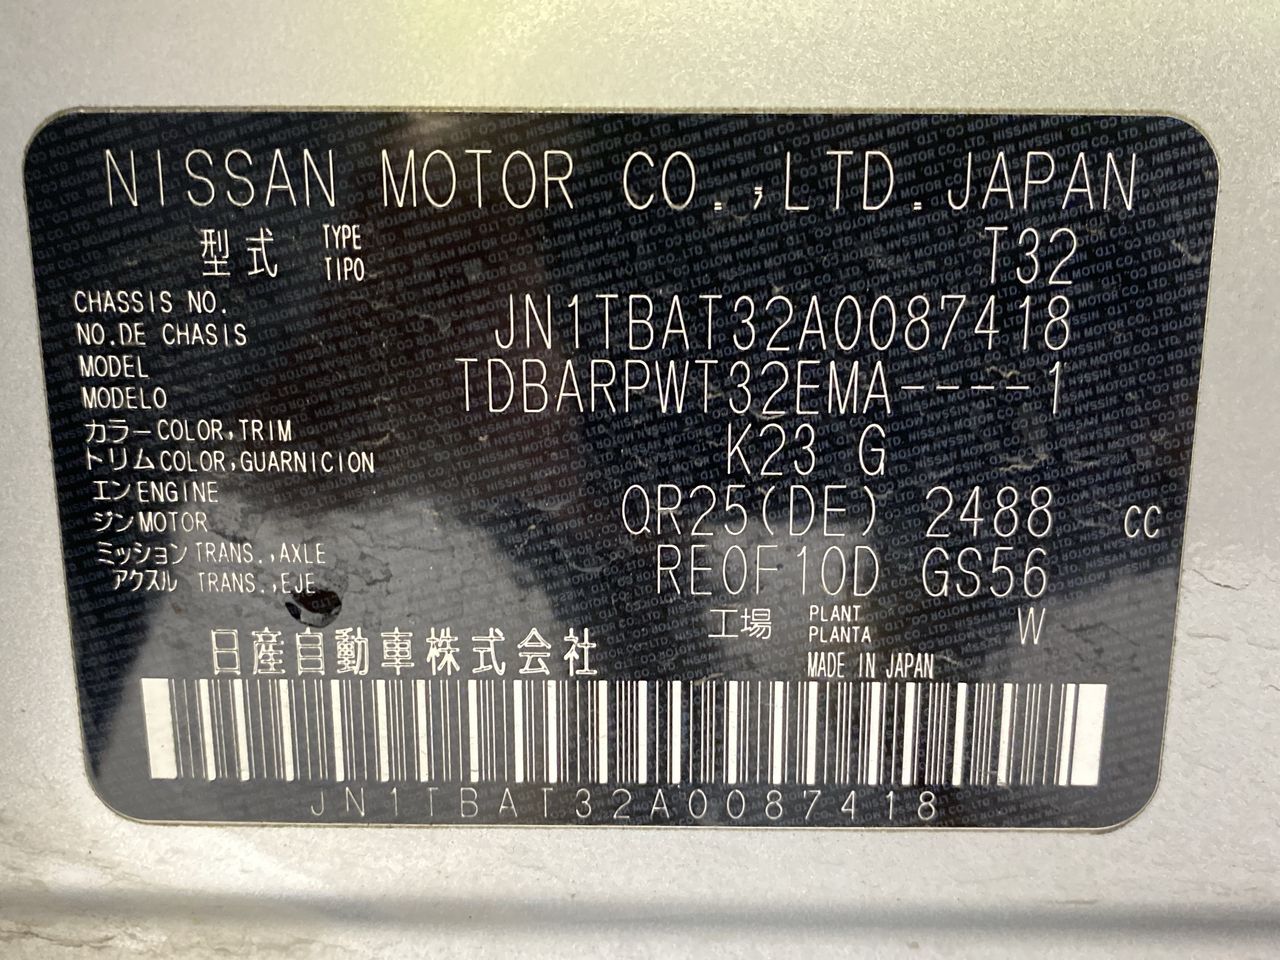 NISSAN MOTOR CO.,LTD.JAPAN
型式 TYPE TIPO T32
CHASSIS NO.
NO.DE CHASIS JN1TBAT32A0087418
MODEL
MODELO TDBARPWT32EMA----1
カラー COLOR,TRIM
トリム COLOR,GUARNICION K23 G
エン ENGINE
ジン MOTOR QR25(DE) 2488 CC
ミッション TRANS.,AXLE
アクスル TRANS.,EJE RE0F10D GS56
工場 PLANT PLANTA W
日産自動車株式会社 MADE IN JAPAN
JN1TBAT32A0087418